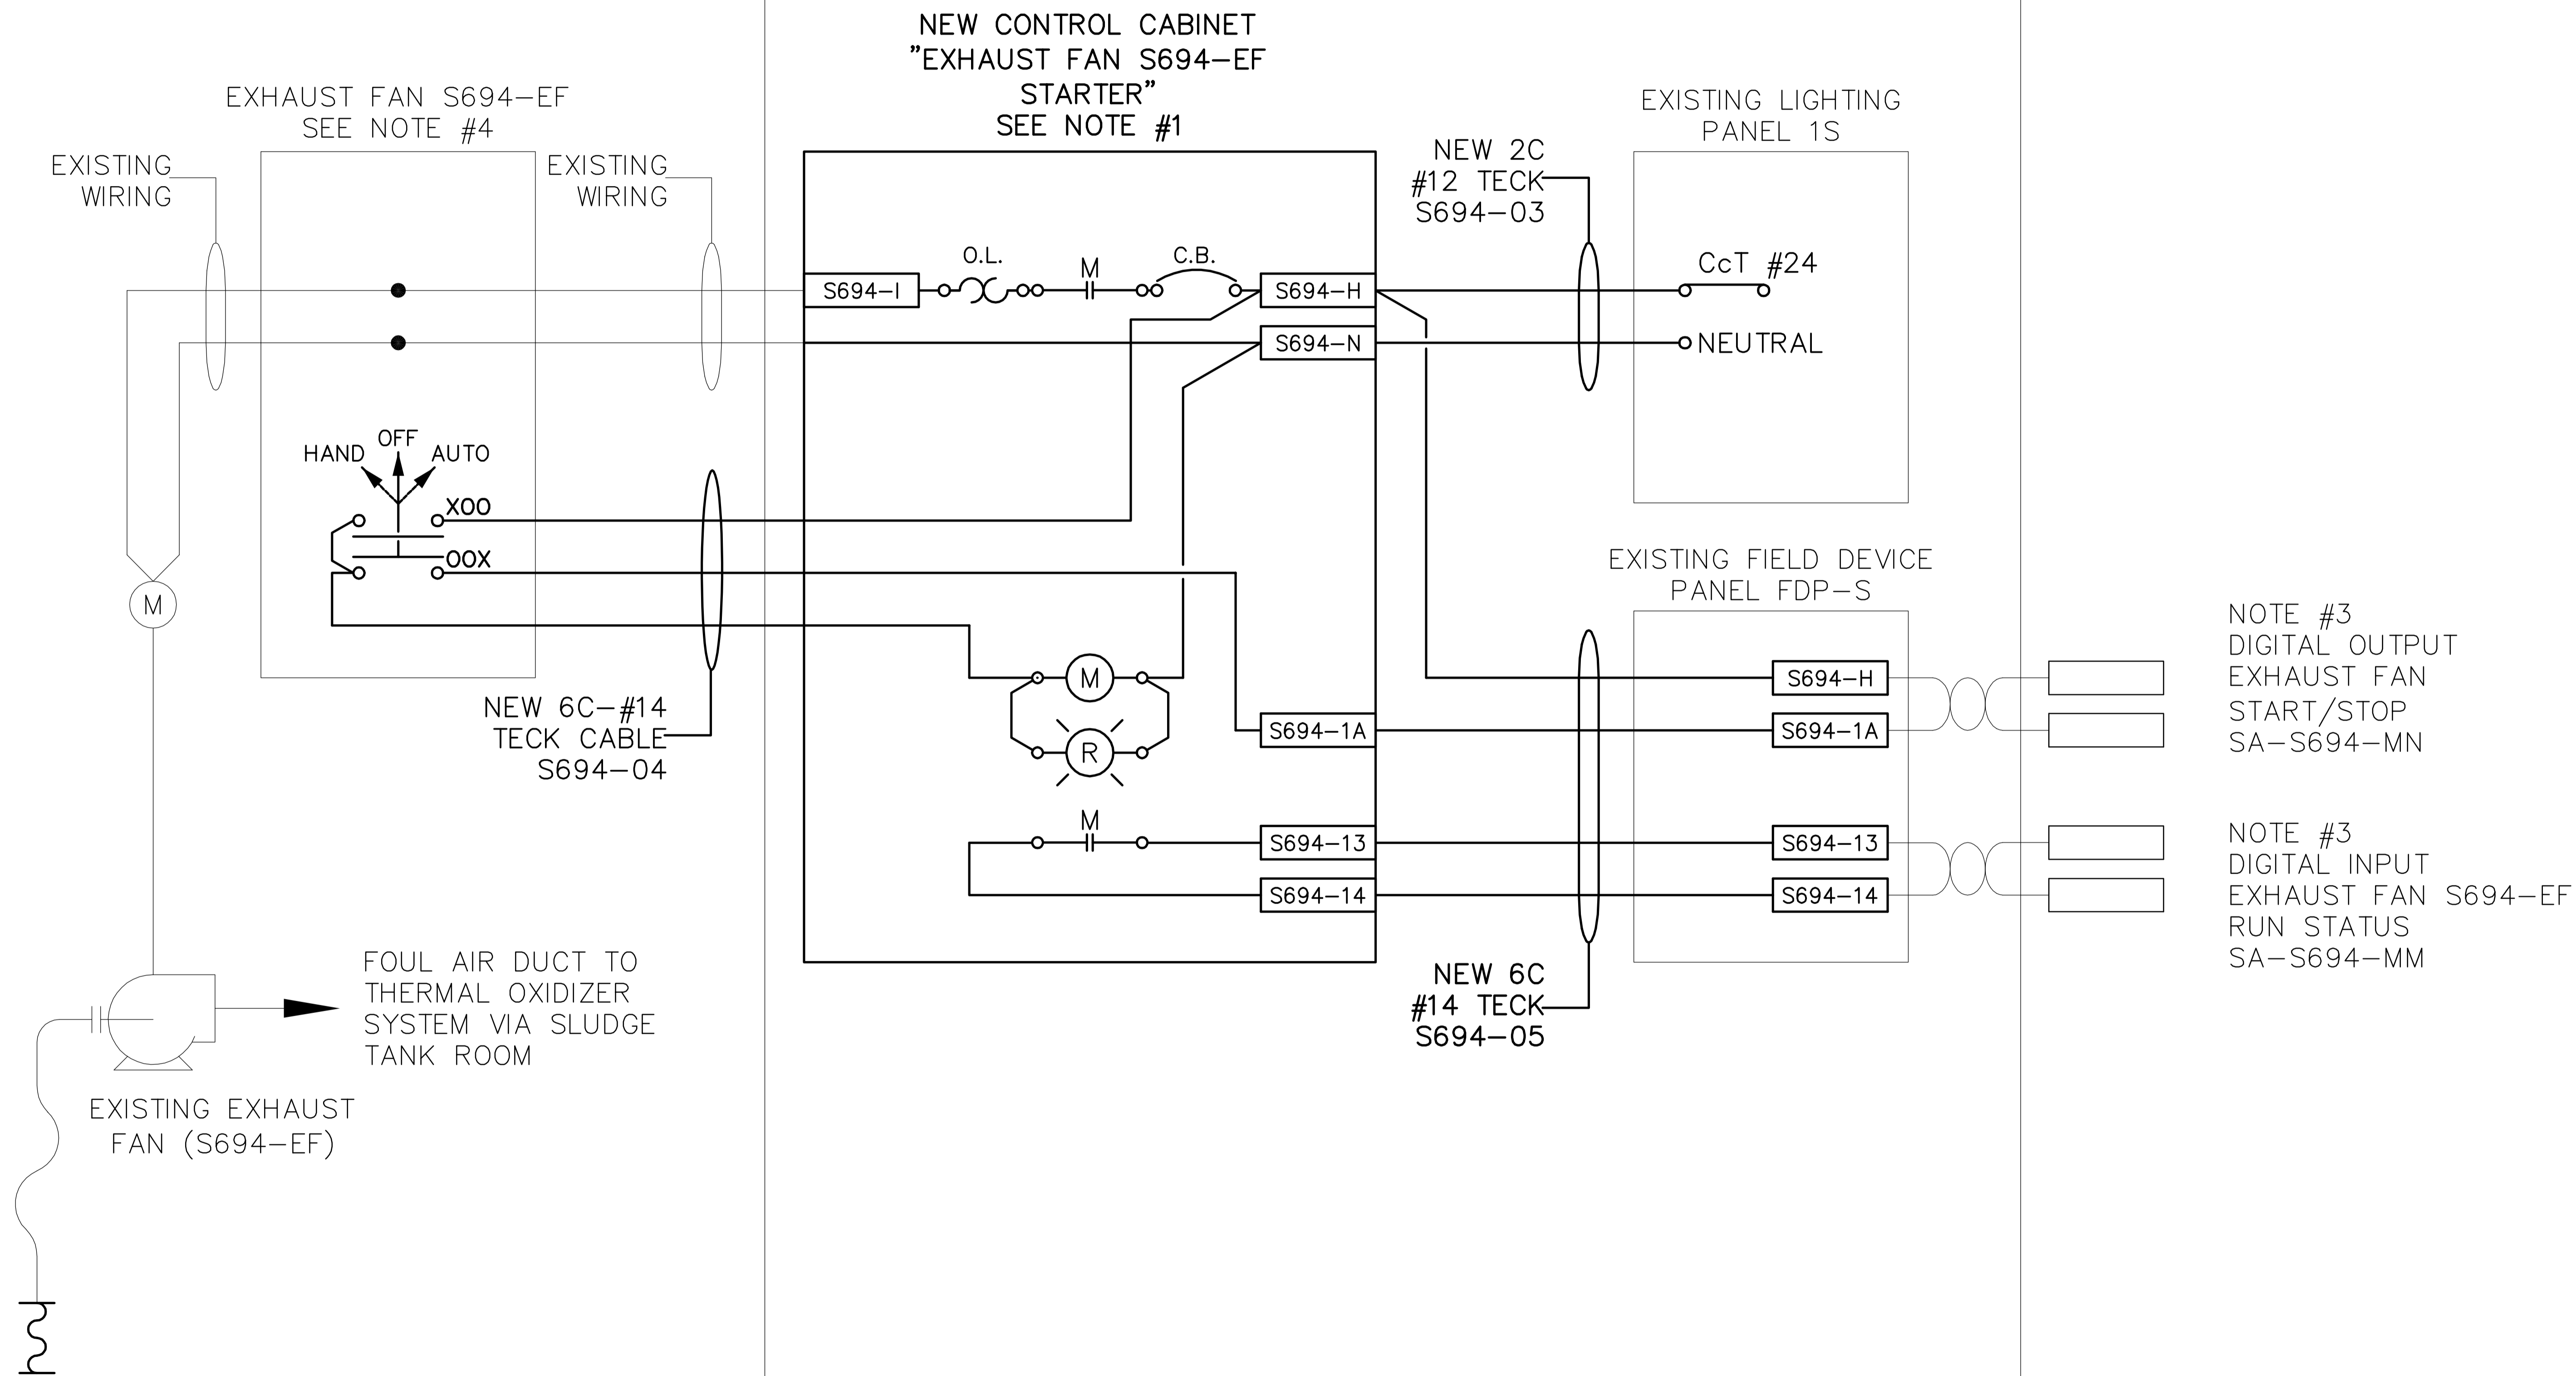 NEW CONTROL CABINET
"EXHAUST FAN S694-EF
STARTER"
SEE NOTE #1
EXHAUST FAN S694-EF
SEE NOTE #4
EXISTING
WIRING
EXISTING
WIRING
NEW 2C
#12 TECK
S694-03
EXISTING LIGHTING
PANEL 1S
O.L.
M
C.B.
S694-I
S694-H
S694-N
CcT #24
NEUTRAL
HAND
OFF
AUTO
XOO
OOX
M
NEW 6C-#14
TECK CABLE
S694-04
M
R
M
S694-1A
S694-13
S694-14
EXISTING FIELD DEVICE
PANEL FDP-S
S694-H
S694-1A
S694-13
S694-14
NEW 6C
#14 TECK
S694-05
NOTE #3
DIGITAL OUTPUT
EXHAUST FAN
START/STOP
SA-S694-MN
NOTE #3
DIGITAL INPUT
EXHAUST FAN S694-EF
RUN STATUS
SA-S694-MM
FOUL AIR DUCT TO
THERMAL OXIDIZER
SYSTEM VIA SLUDGE
TANK ROOM
EXISTING EXHAUST
FAN (S694-EF)